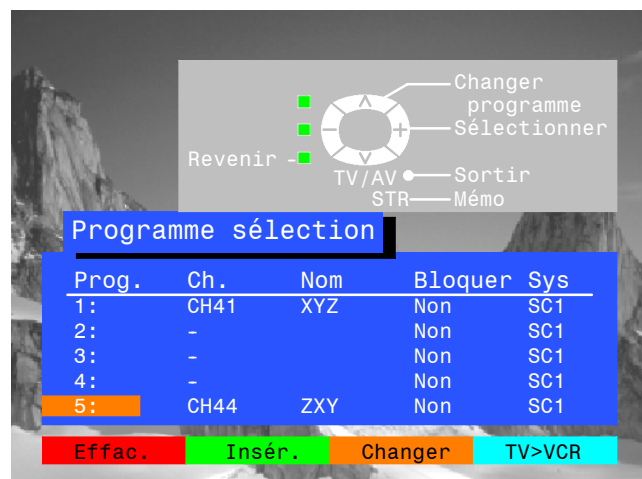 Changer
programme
Sélectionner
Revenir
TV/AV Sortir
STR Mémo
Programme sélection
Prog. Ch. Nom Bloquer Sys
1: CH41 XYZ Non SC1
2: - Non SC1
3: - Non SC1
4: - Non SC1
5: CH44 ZXY Non SC1
Effac. Insér. Changer TV>VCR